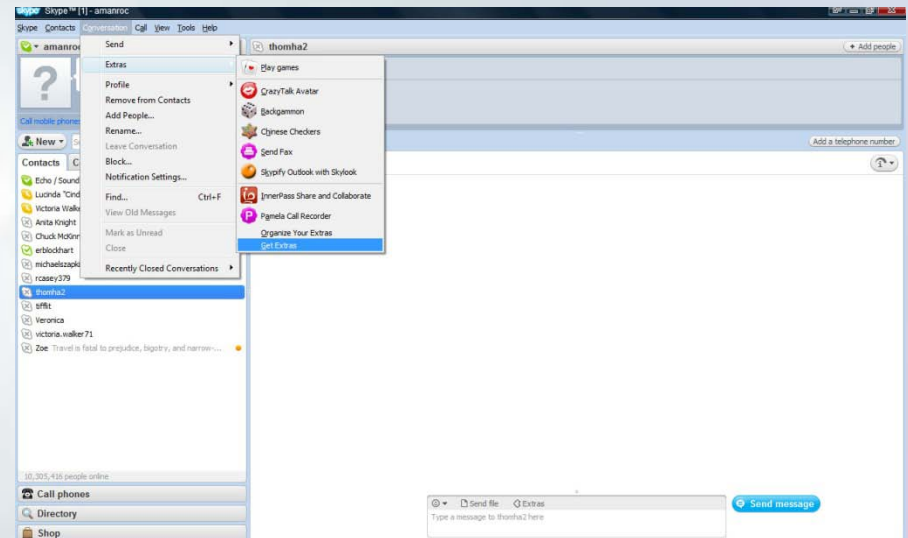 Skype™ [1] - amanroc
Skype Contacts Conversation Call View Tools Help
amanroc
thomha2
+ Add people
Send
Extras
Profile
Remove from Contacts
Add People...
Rename...
Leave Conversation
Block...
Notification Settings...
Find... Ctrl+F
View Old Messages
Mark as Unread
Close
Recently Closed Conversations
Play games
CrazyTalk Avatar
Backgammon
Chinese Checkers
Send Fax
Skypify Outlook with Skylook
InnerPass Share and Collaborate
Pamela Call Recorder
Organize Your Extras
Get Extras
Call mobile phones
New
Add a telephone number
Contacts
Echo / Sound
Lucinda "Cind
Victoria Walke
Anita Knight
Chuck McKinn
erblockhart
michaelszapki
rcasey379
thomha2
tifflit
Veronica
victoria.walker71
Zoe Travel is fatal to prejudice, bigotry, and narrow-...
10,305,416 people online
Call phones
Directory
Shop
Send file Extras
Type a message to thomha2 here
Send message